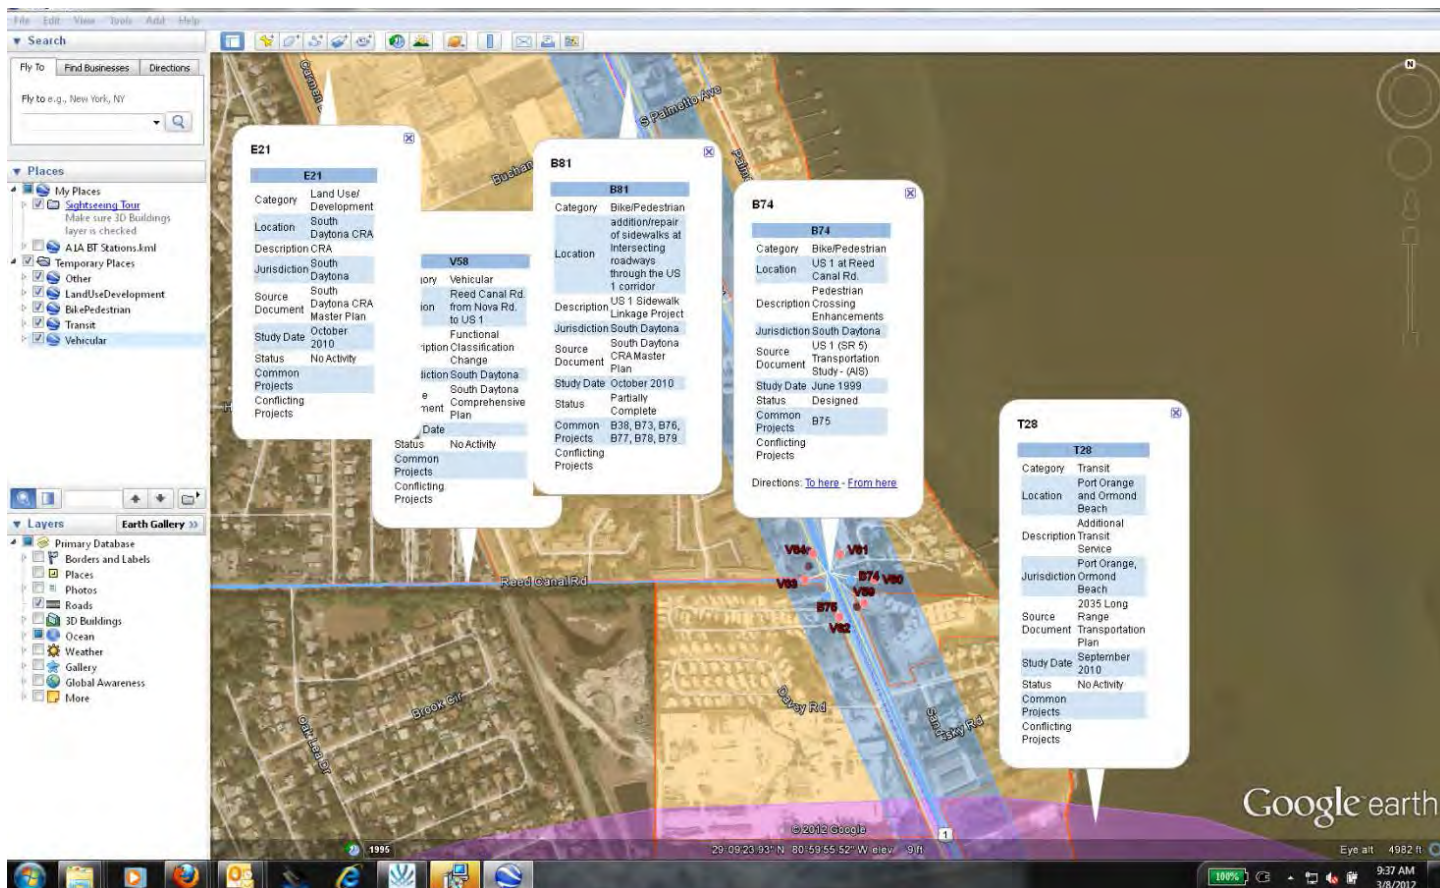 File Edit View Tools Add Help
Search
Fly To
Find Businesses
Directions
Fly to e.g., New York, NY
Places
My Places
Sightseeing Tour
Make sure 3D Buildings
layer is checked
A1A BT Stations.kml
Temporary Places
Other
LandUseDevelopment
BikePedestrian
Transit
Vehicular
Layers
Earth Gallery »
Primary Database
Borders and Labels
Places
Photos
Roads
3D Buildings
Ocean
Weather
Gallery
Global Awareness
More
S Palmetto Ave
E21
E21
Category Land Use/
Development
Location South
Daytona CRA
Description CRA
Jurisdiction South
Daytona
Source
Document
South
Daytona CRA
Master Plan
Study Date October
2010
Status No Activity
Common
Projects
Conflicting
Projects
V58
Vehicular
Reed Canal Rd.
from Nova Rd.
to US 1
Functional
Classification
Change
South Daytona
South Daytona
Comprehensive
Plan
Date
Status No Activity
Common
Projects
Conflicting
Projects
B81
B81
Category Bike/Pedestrian
Location
addition/repair
of sidewalks at
Intersecting
roadways
through the US
1 corridor
Description US 1 Sidewalk
Linkage Project
Jurisdiction South Daytona
Source
Document
South Daytona
CRA Master
Plan
Study Date October 2010
Status Partially
Complete
Common
Projects
B38, B73, B76,
B77, B78, B79
Conflicting
Projects
B74
B74
Category Bike/Pedestrian
Location US 1 at Reed
Canal Rd.
Description
Pedestrian
Crossing
Enhancements
Jurisdiction South Daytona
Source
Document
US 1 (SR 5)
Transportation
Study - (AIS)
Study Date June 1999
Status Designed
Common
Projects
B75
Conflicting
Projects
Directions: To here - From here
T28
T28
Category Transit
Location
Port Orange
and Ormond
Beach
Description
Additional
Transit
Service
Jurisdiction
Port Orange,
Ormond
Beach
Source
Document
2035 Long
Range
Transportation
Plan
Study Date September
2010
Status No Activity
Common
Projects
Conflicting
Projects
V61
V63
B74
V60
V59
B75
V62
Reed Canal Rd
Brook Cir
Oak Lea Dr
N
1
Google earth
© 2012 Google
1995
Eye alt 4982 ft
100%
9:37 AM
3/8/2012